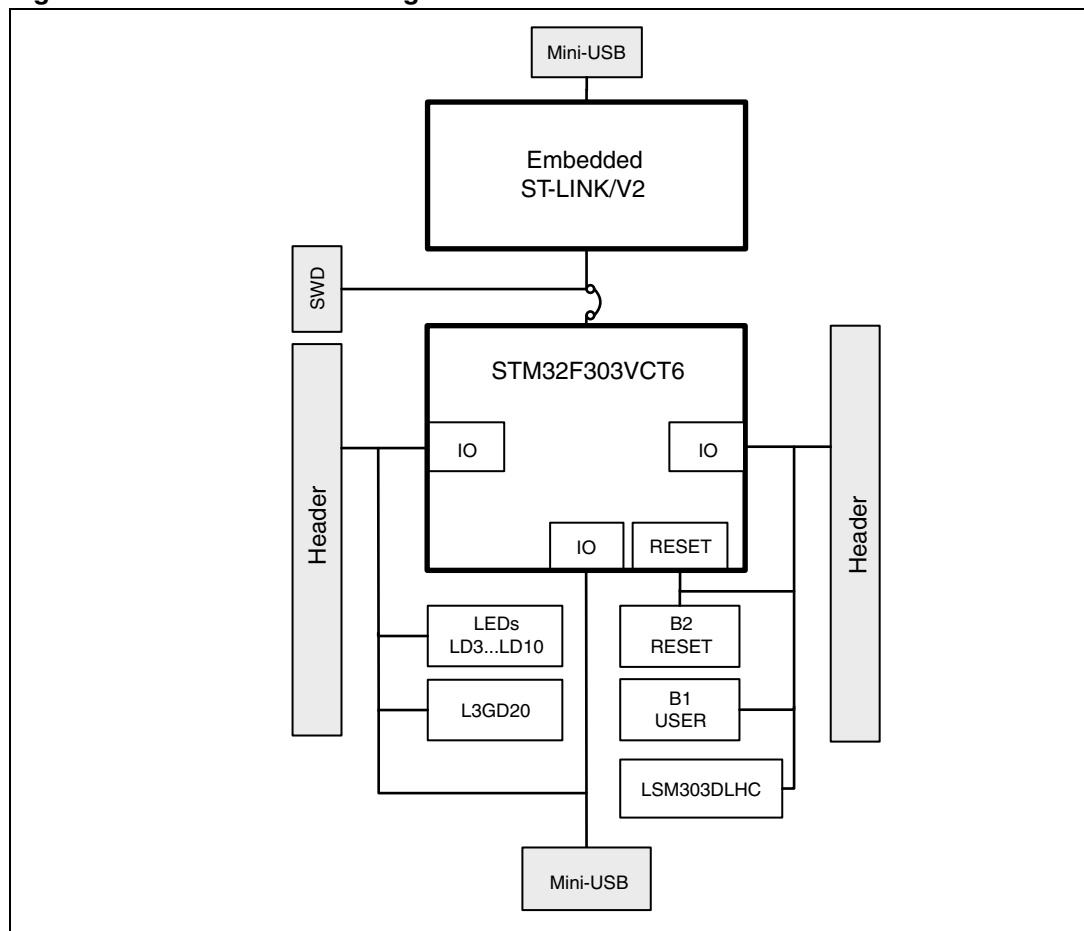 Mini-USB
Embedded
ST-LINK/V2
SWD
STM32F303VCT6
IO
IO
Header
Header
IO
RESET
LEDs
LD3...LD10
B2
RESET
L3GD20
B1
USER
LSM303DLHC
Mini-USB